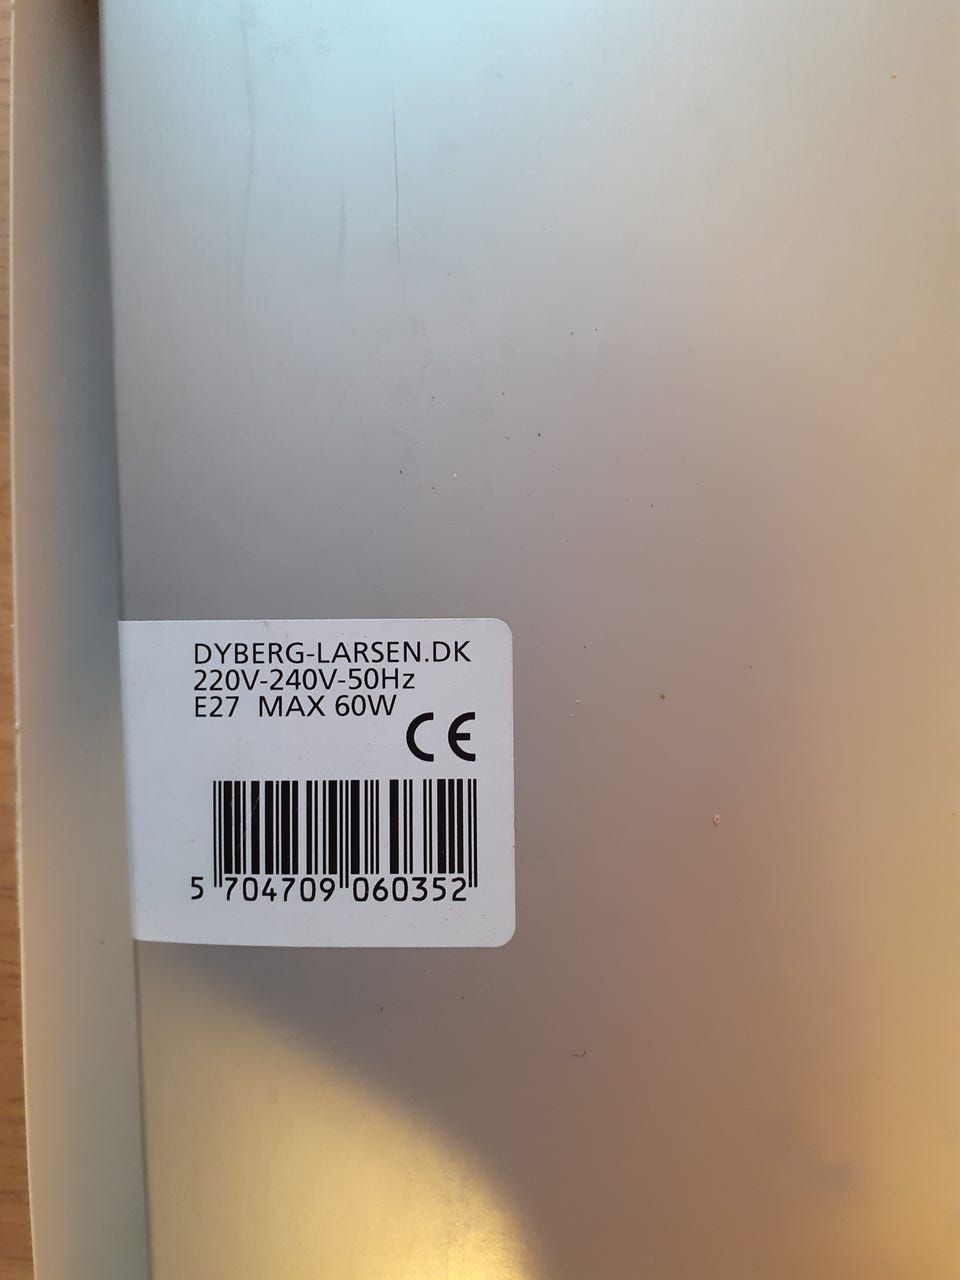 DYBERG-LARSEN.DK
220V-240V-50Hz
E27 MAX 60W
CE
5 704709 060352